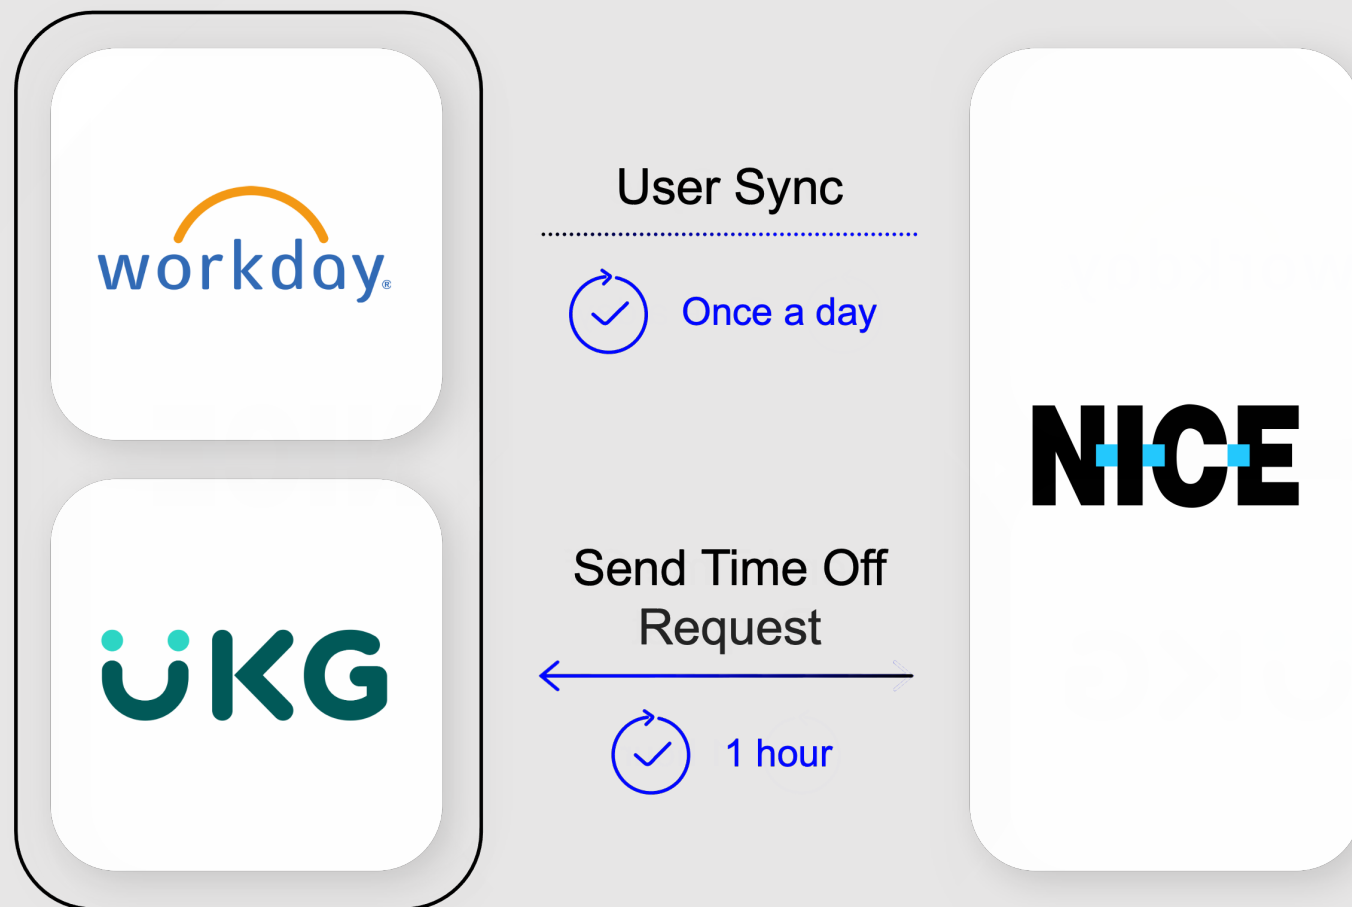 workday®
User Sync
Once a day
NICE
Send Time Off
Request
UKG
1 hour